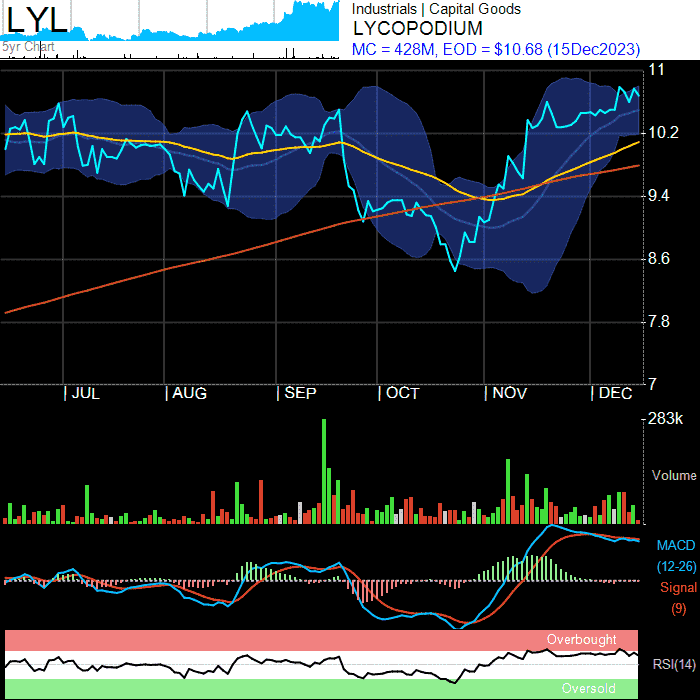 LYL
5yr Chart
Industrials | Capital Goods
LYCOPODIUM
MC = 428M, EOD = $10.68 (15Dec2023)
11
10.2
9.4
8.6
7.8
7
| JUL | AUG | SEP | OCT | NOV | DEC
283k
Volume
MACD
(12-26)
Signal
(9)
Overbought
RSI(14)
Oversold